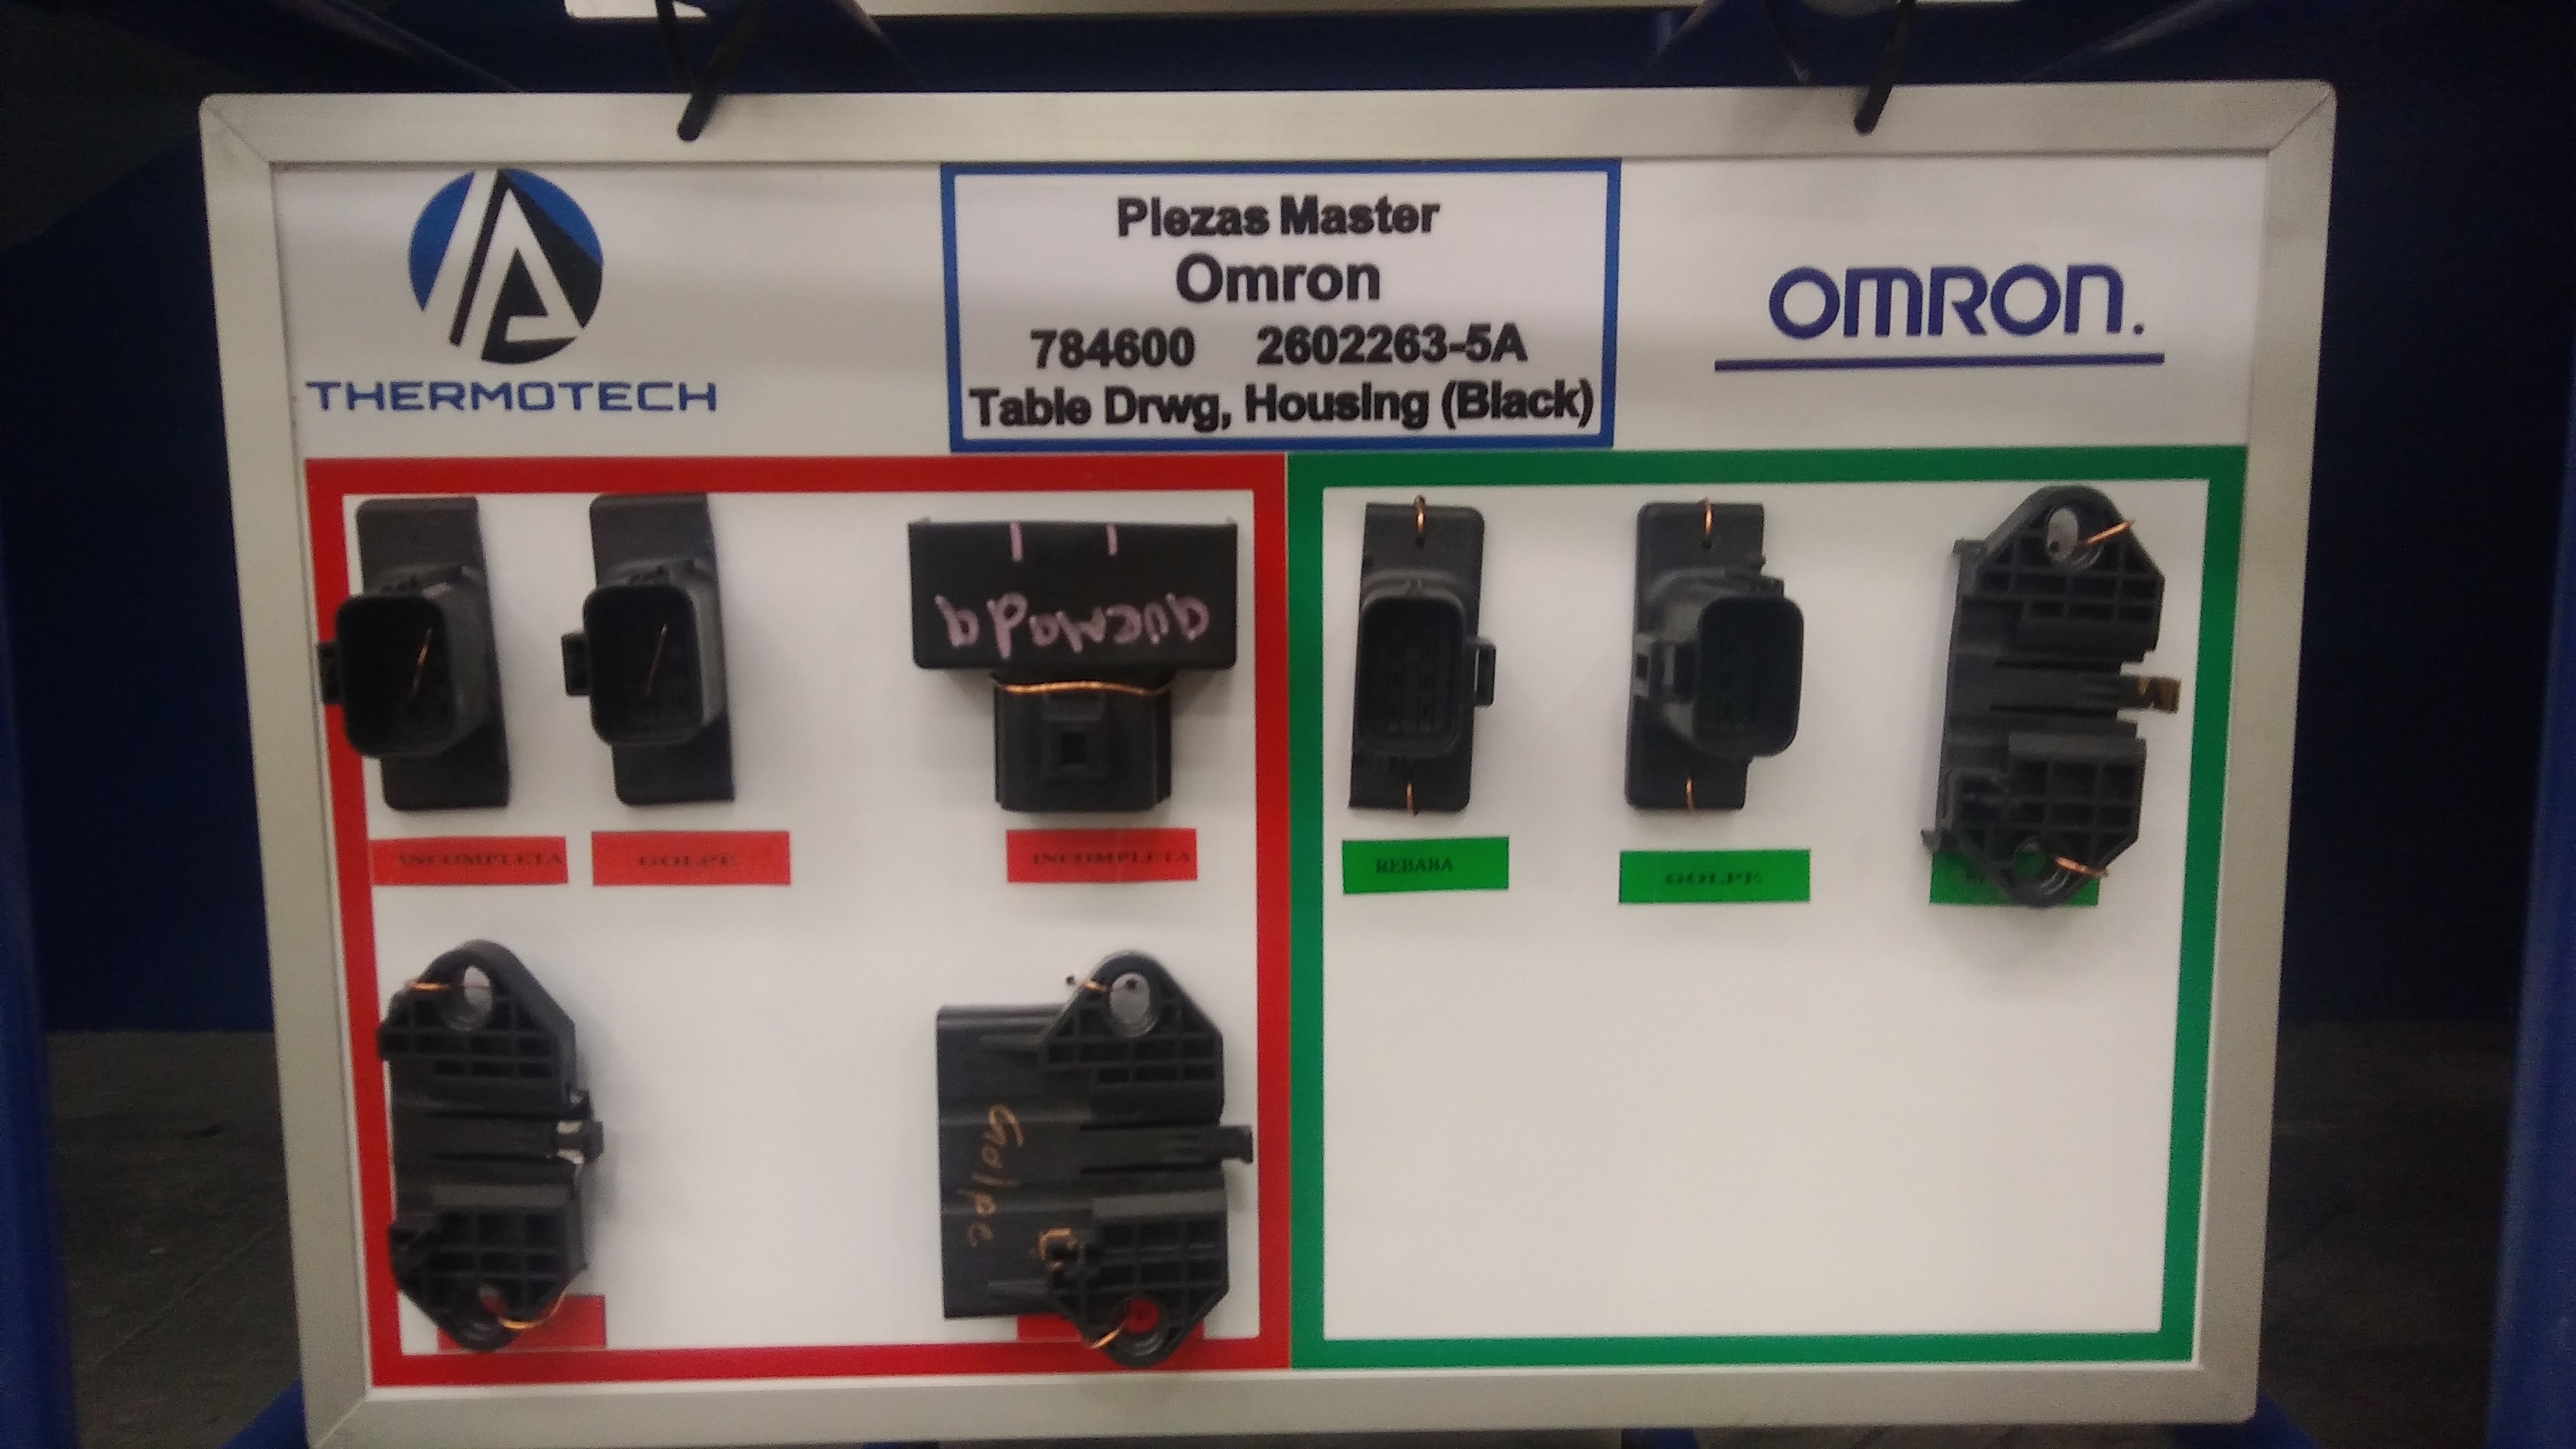 THERMOTECH
Piezas Master
Omron
784600 2602263-5A
Table Drwg, Housing (Black)
OMRON.
quemada
INCOMPLETA
GOLPE
INCOMPLETA
REBABA
GOLPE
Golpe